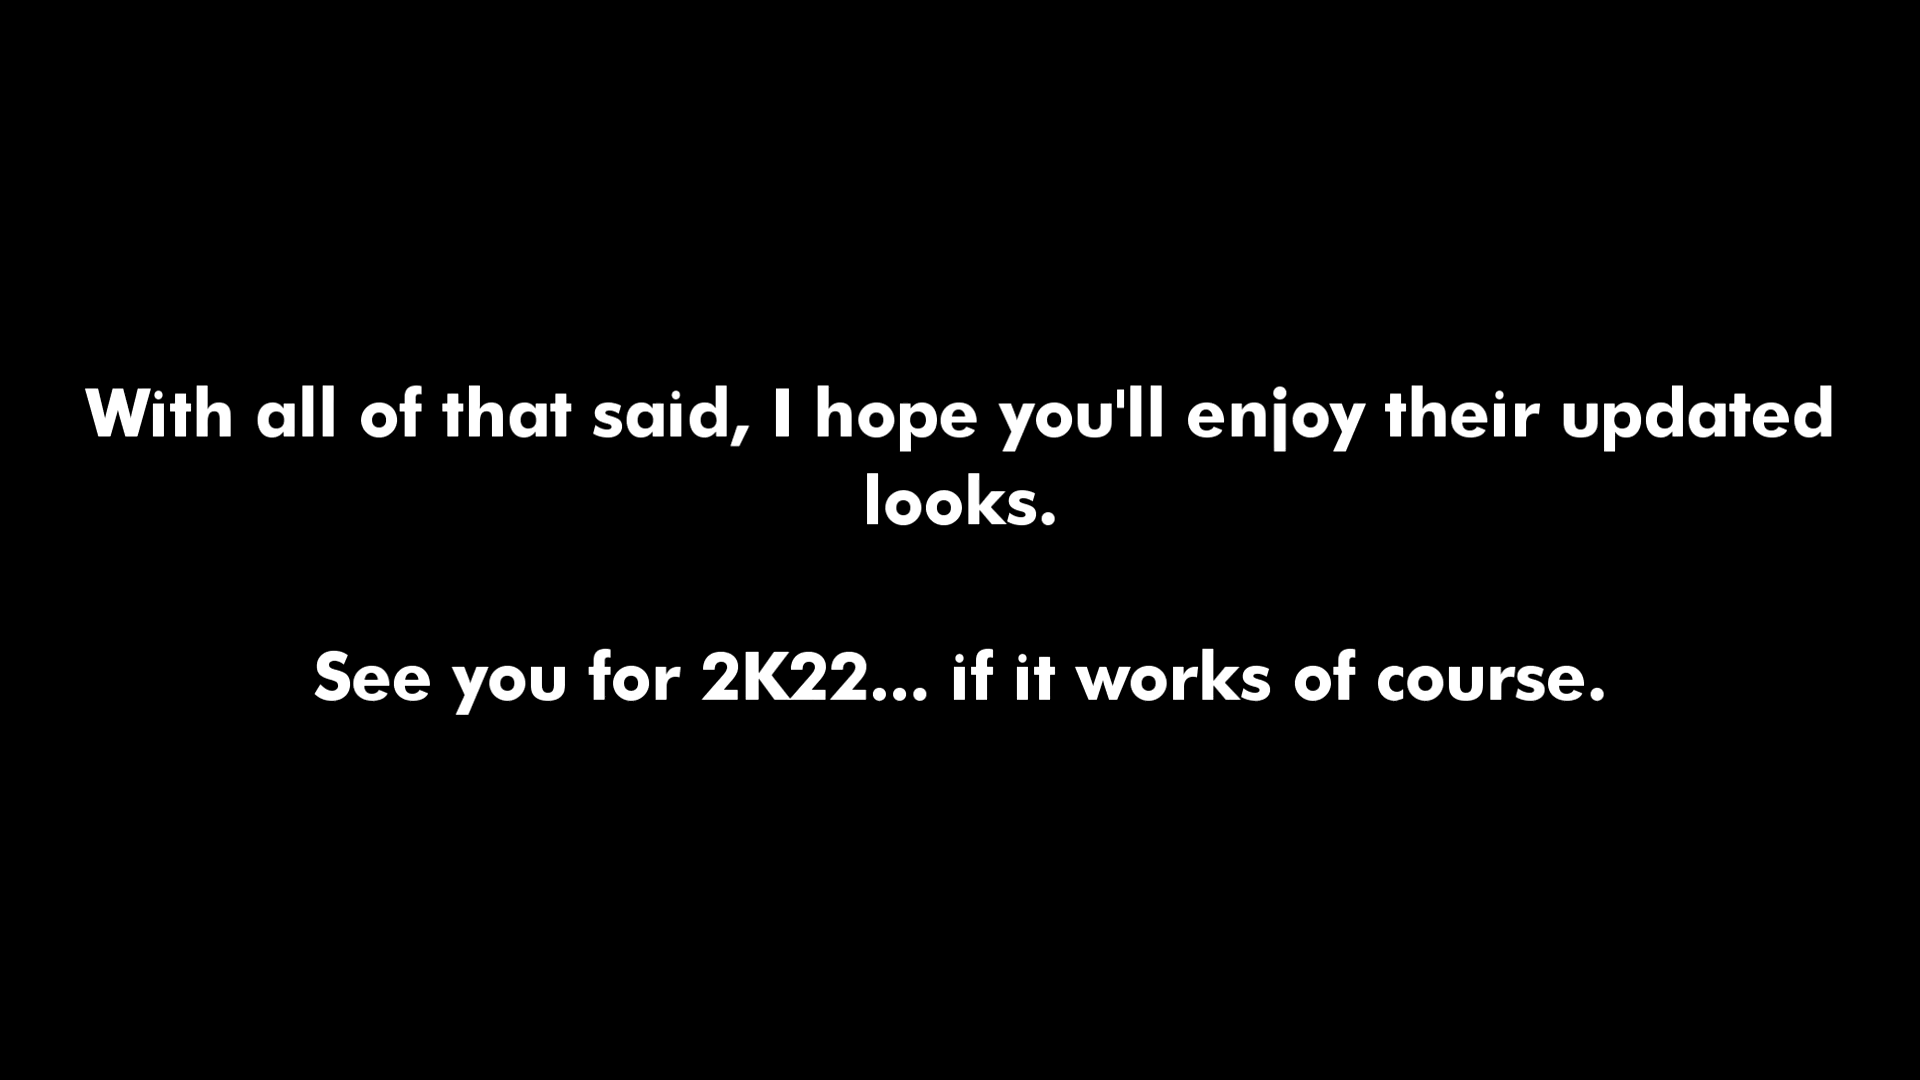 With all of that said, I hope you'll enjoy their updated
looks.
See you for 2K22... if it works of course.